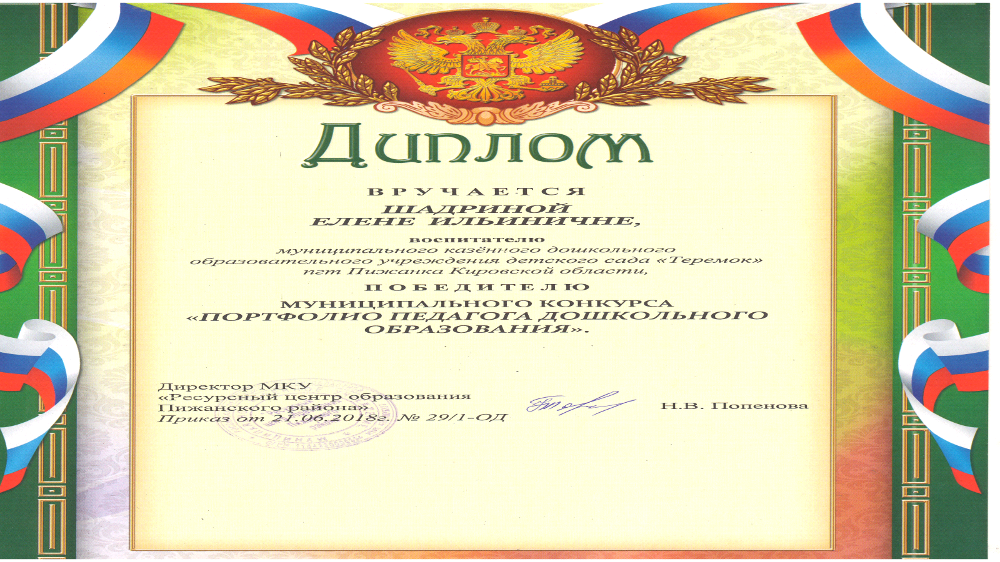 Диплом
ВРУЧАЕТСЯ
ШАДРИНОЙ
ЕЛЕНЕ ИЛЬИНИЧНЕ,
воспитателю
муниципального казённого дошкольного
образовательного учреждения детского сада «Теремок»
пгт Пижанка Кировской области,
ПОБЕДИТЕЛЮ
МУНИЦИПАЛЬНОГО КОНКУРСА
«ПОРТФОЛИО ПЕДАГОГА ДОШКОЛЬНОГО
ОБРАЗОВАНИЯ».
Директор МКУ
«Ресурсный центр образования
Пижанского района»
Н.В. Попенова
Приказ от 21.06.2018г. № 29/1-ОД